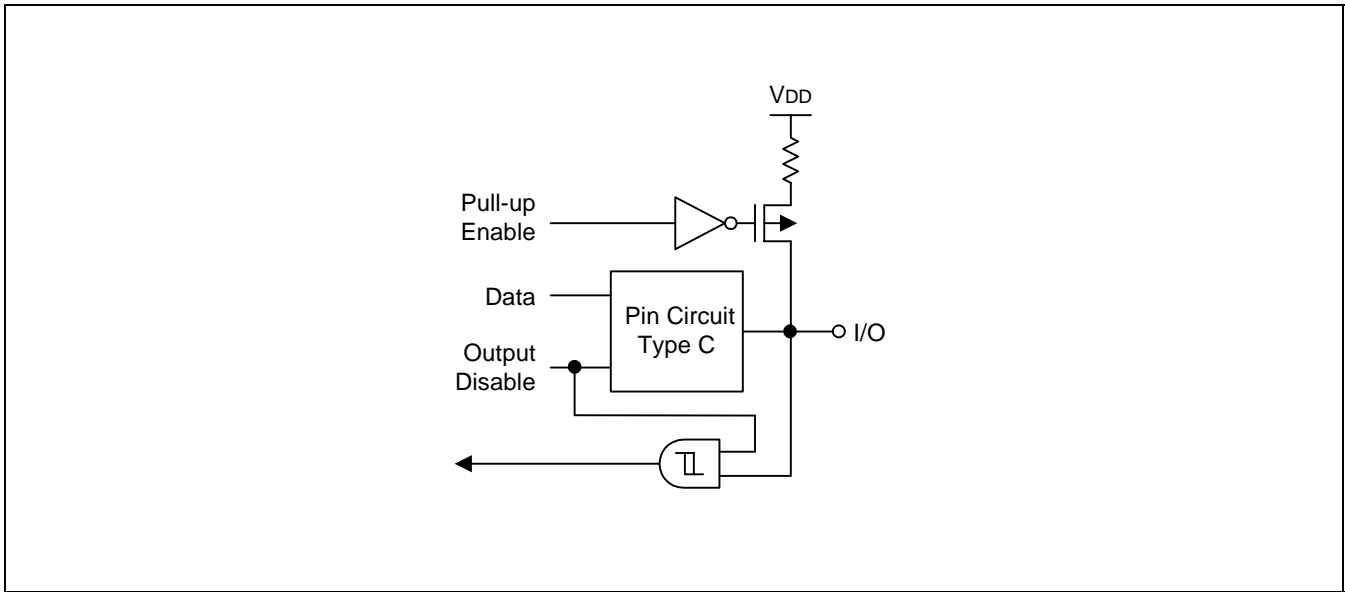 VDD
Pull-up
Enable
Data
Pin Circuit
Type C
I/O
Output
Disable